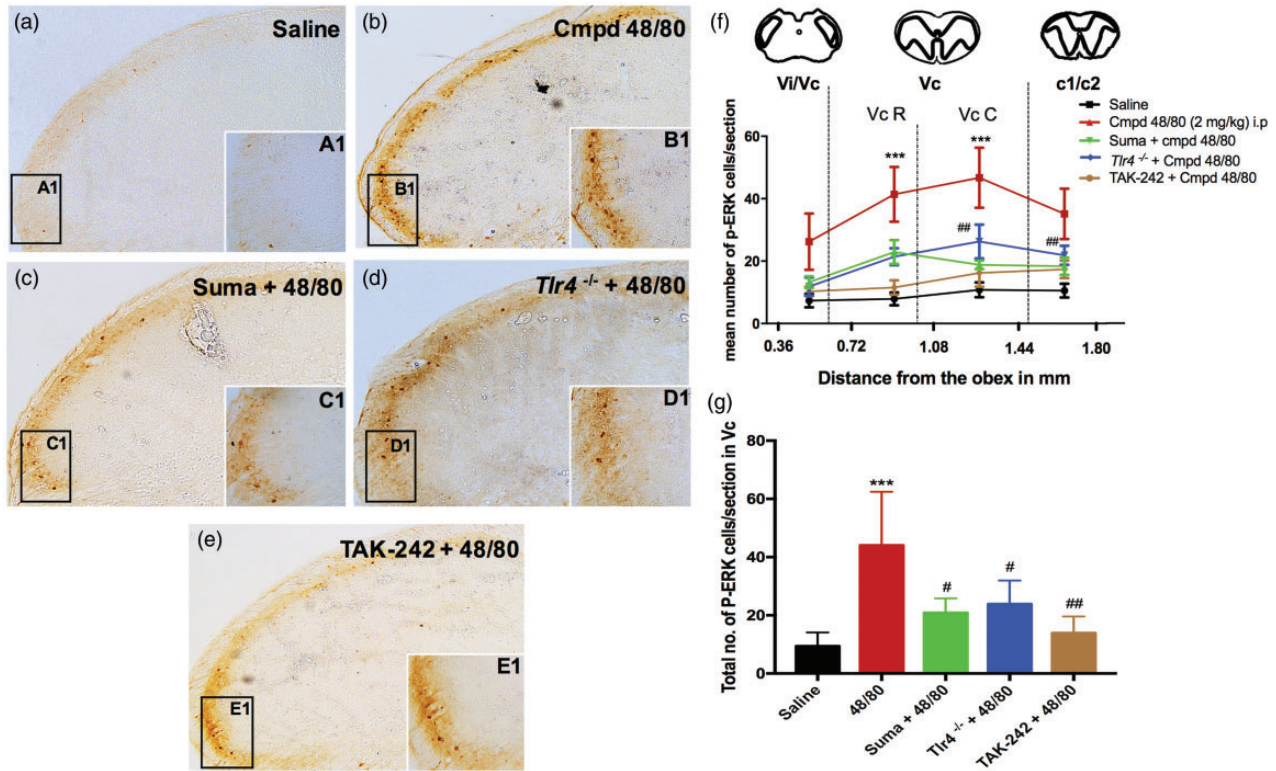 (a)
Saline
A1
A1
(b)
Cmpd 48/80
B1
B1
(c)
Suma + 48/80
C1
C1
(d)
Tlr4 -/- + 48/80
D1
D1
(e)
TAK-242 + 48/80
E1
E1
(f)
Vi/Vc
Vc
c1/c2
Vc R
Vc C
Saline
Cmpd 48/80 (2 mg/kg) i.p
Suma + cmpd 48/80
Tlr4 -/- + Cmpd 48/80
TAK-242 + Cmpd 48/80
mean number of p-ERK cells/section
60
40
20
0
***
***
##
##
0.36
0.72
1.08
1.44
1.80
Distance from the obex in mm
(g)
Total no. of P-ERK cells/section in Vc
80
60
40
20
0
***
#
#
##
Saline
48/80
Suma + 48/80
Tlr4 -/- + 48/80
TAK-242 + 48/80